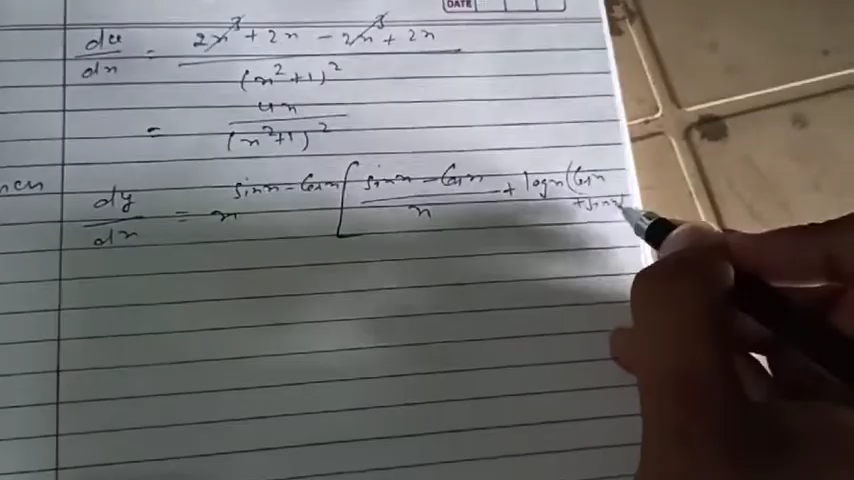 DATE
du/dx = 2x³ + 2x - 2x³ + 2x / (x²+1)²
= 4x / (x²+1)²
dy/dx = x^(sinx - cosx) [ sinx - cosx / x + logx (cosx
+ sinx)